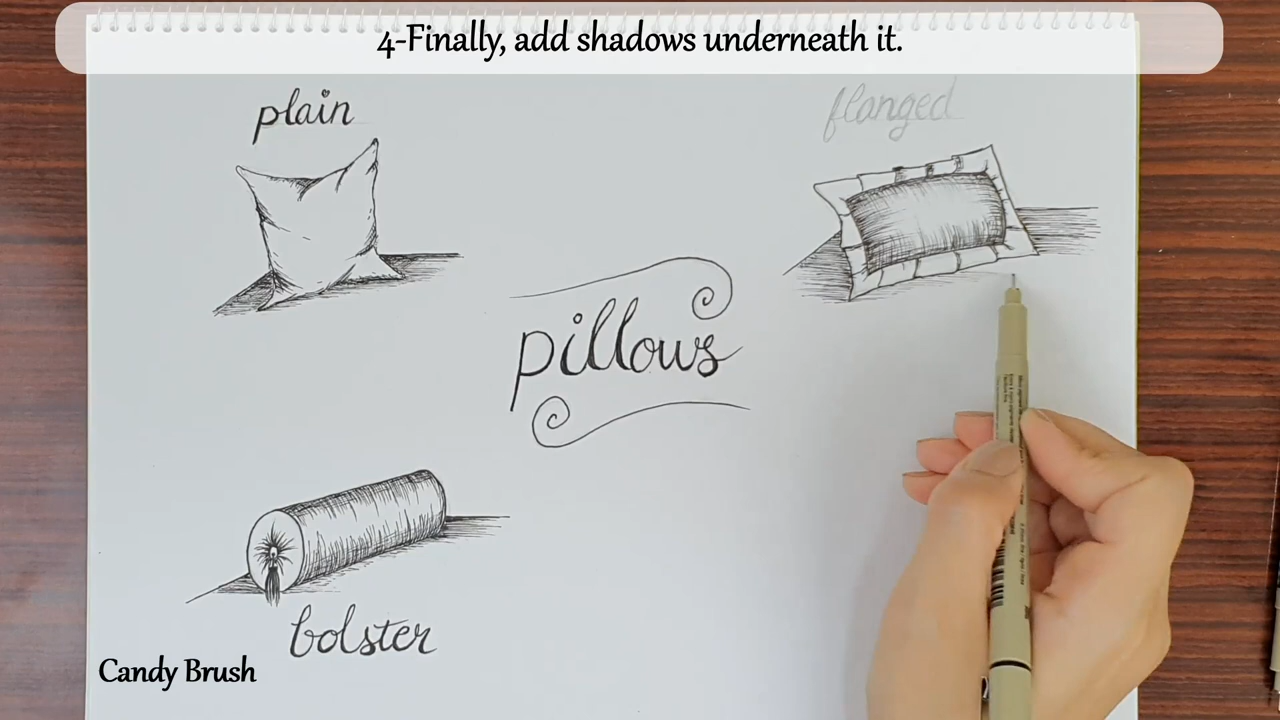 4-Finally, add shadows underneath it.
plain
flanged
pillows
bolster
Candy Brush